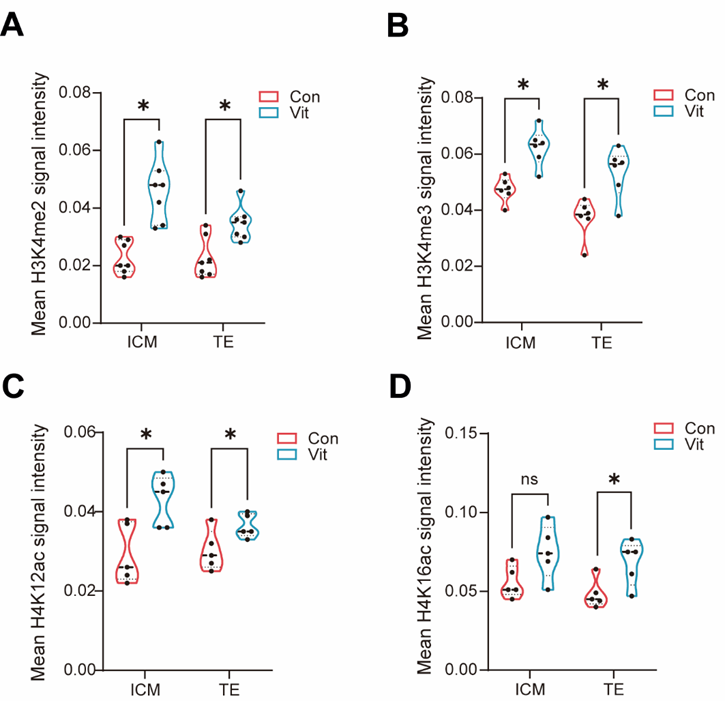 A
Mean H3K4me2 signal intensity
0.08
0.06
0.04
0.02
0.00
*
*
Con
Vit
ICM
TE
B
Mean H3K4me3 signal intensity
0.08
0.06
0.04
0.02
0.00
*
*
Con
Vit
ICM
TE
C
Mean H4K12ac signal intensity
0.06
0.04
0.02
0.00
*
*
Con
Vit
ICM
TE
D
Mean H4K16ac signal intensity
0.15
0.10
0.05
0.00
ns
*
Con
Vit
ICM
TE